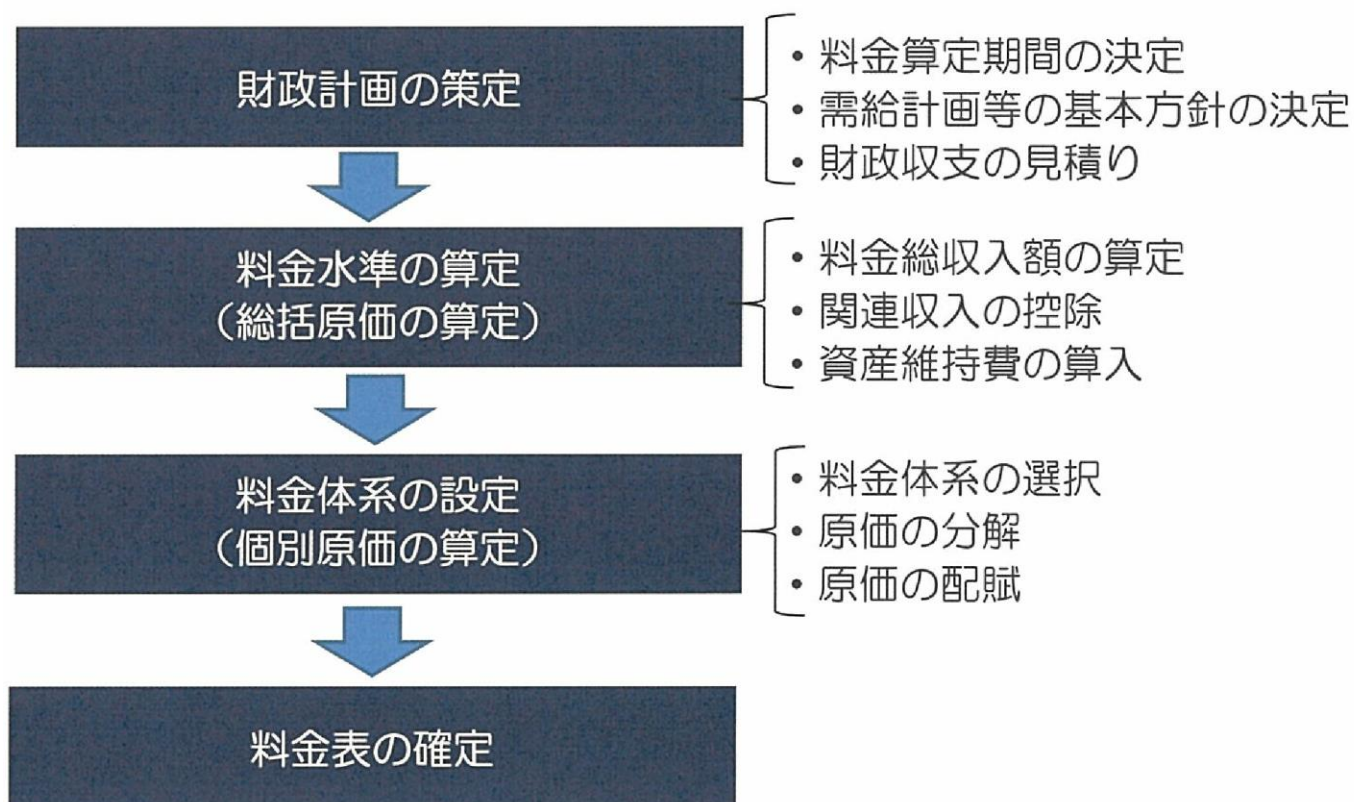 財政計画の策定
• 料金算定期間の決定
• 需給計画等の基本方針の決定
• 財政収支の見積り
料金水準の算定
（総括原価の算定）
• 料金総収入額の算定
• 関連収入の控除
• 資産維持費の算入
料金体系の設定
（個別原価の算定）
• 料金体系の選択
• 原価の分解
• 原価の配賦
料金表の確定